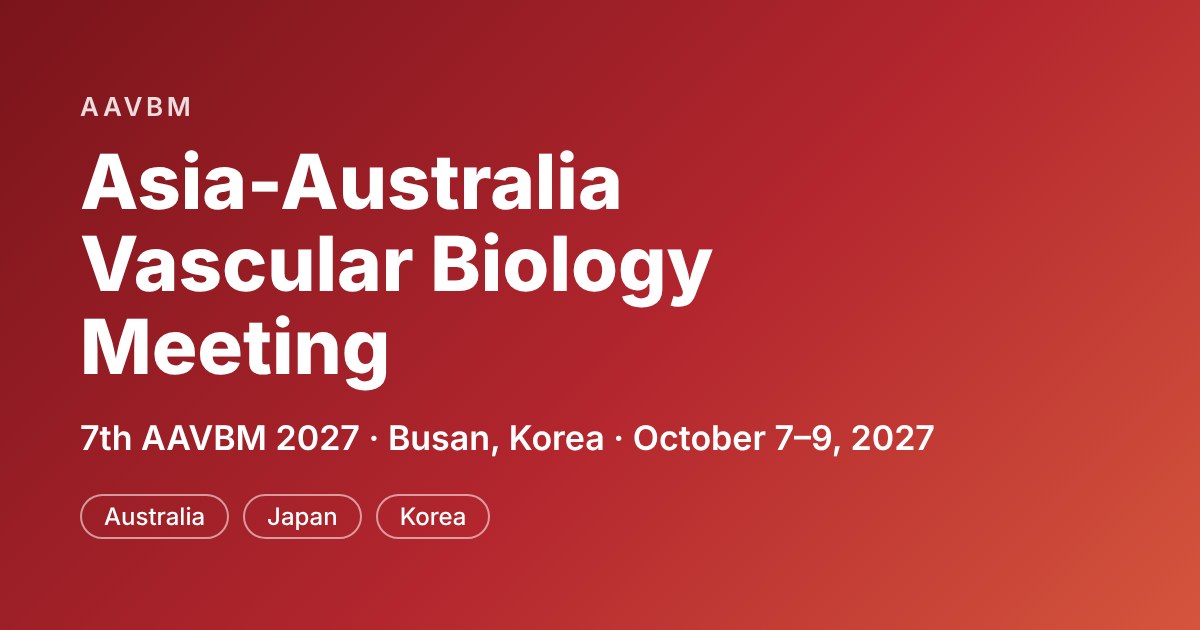 AAVBM
Asia-Australia
Vascular Biology
Meeting
7th AAVBM 2027 · Busan, Korea · October 7–9, 2027
Australia
Japan
Korea